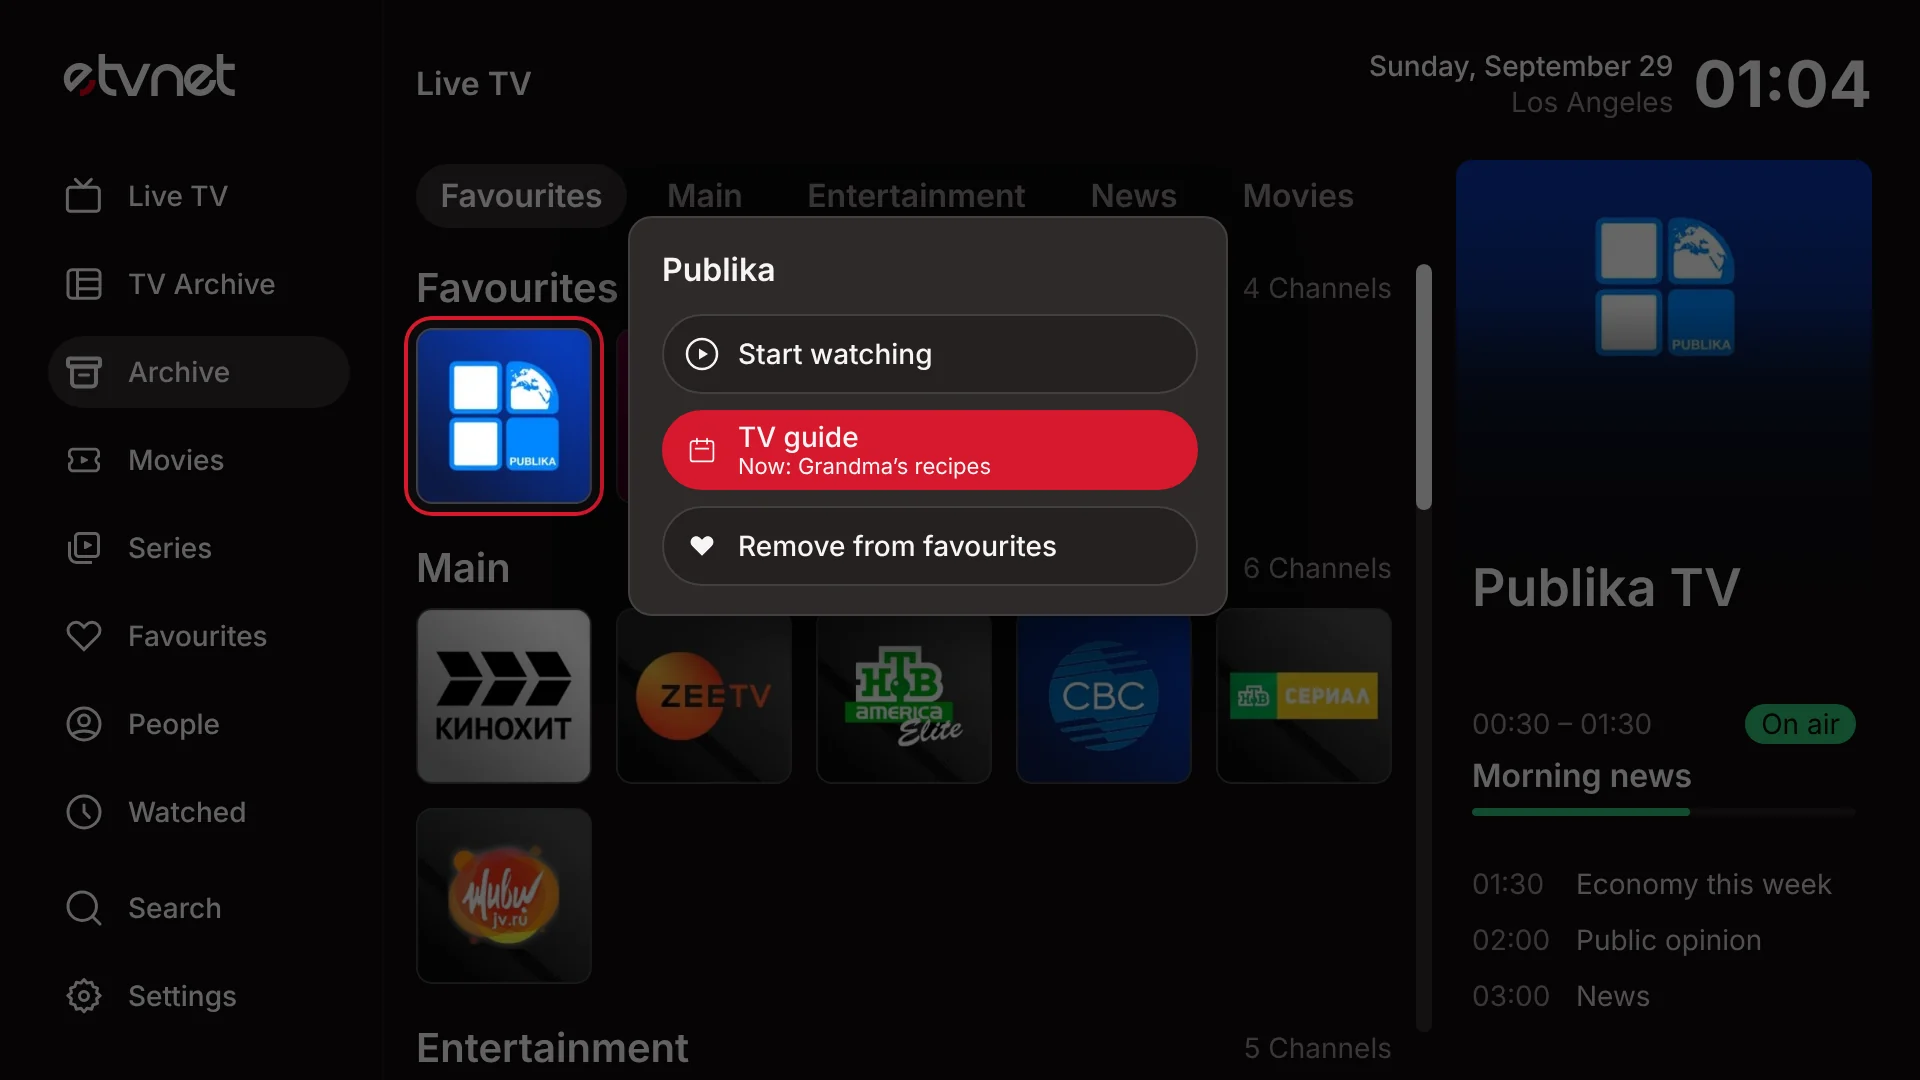 etvnet
Live TV
Sunday, September 29
Los Angeles
01:04
Live TV
TV Archive
Archive
Movies
Series
Favourites
People
Watched
Search
Settings
Favourites
Main
Entertainment
News
Movies
Favourites
4 Channels
PUBLIKA
Publika
Start watching
TV guide
Now: Grandma’s recipes
Remove from favourites
Main
6 Channels
КИНОХИТ
ZEE TV
НТВ
AMERICA
Elite
CBC
НТВ СЕРИАЛ
Живи!
jv.ru
Entertainment
5 Channels
PUBLIKA
Publika TV
00:30 – 01:30
On air
Morning news
01:30 Economy this week
02:00 Public opinion
03:00 News